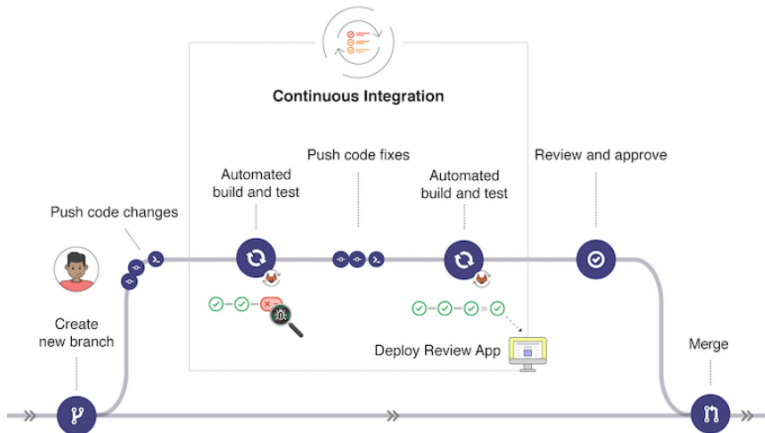 Continuous Integration
Push code fixes
Review and approve
Automated
build and test
Automated
build and test
Push code changes
Create
new branch
Deploy Review App
Merge